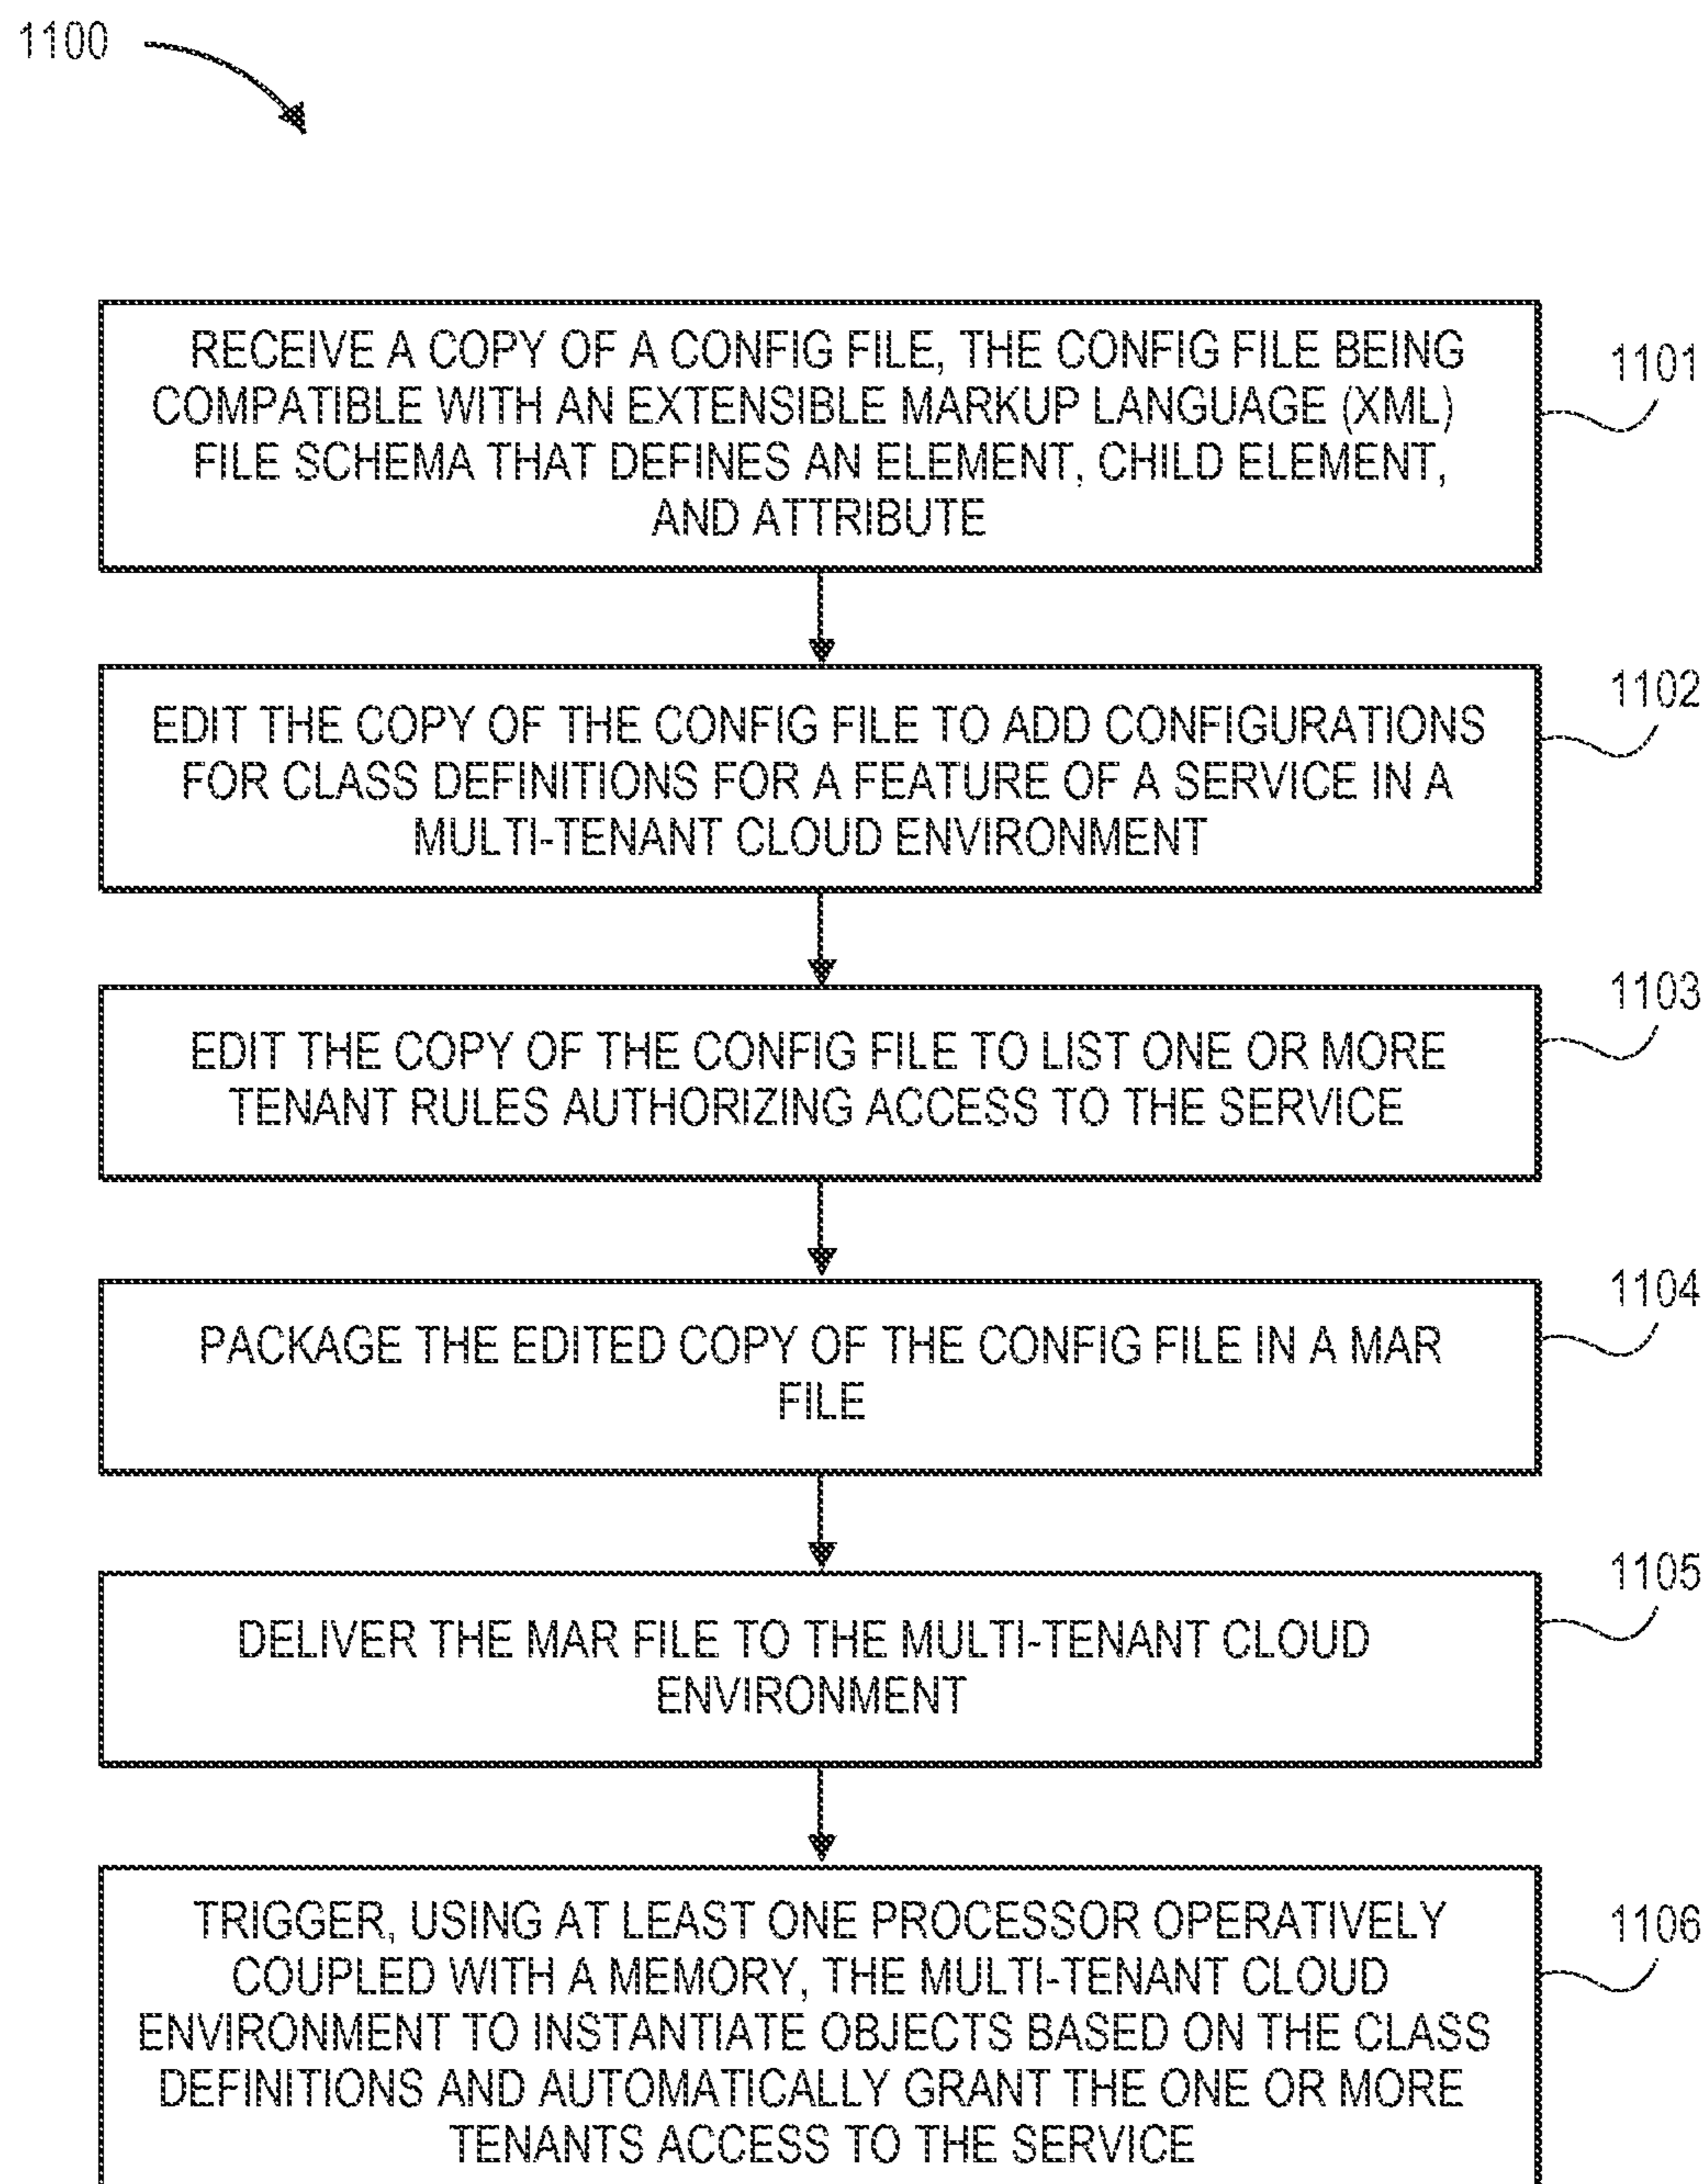 1100
RECEIVE A COPY OF A CONFIG FILE, THE CONFIG FILE BEING
COMPATIBLE WITH AN EXTENSIBLE MARKUP LANGUAGE (XML)
FILE SCHEMA THAT DEFINES AN ELEMENT, CHILD ELEMENT,
AND ATTRIBUTE
1101
EDIT THE COPY OF THE CONFIG FILE TO ADD CONFIGURATIONS
FOR CLASS DEFINITIONS FOR A FEATURE OF A SERVICE IN A
MULTI-TENANT CLOUD ENVIRONMENT
1102
EDIT THE COPY OF THE CONFIG FILE TO LIST ONE OR MORE
TENANT RULES AUTHORIZING ACCESS TO THE SERVICE
1103
PACKAGE THE EDITED COPY OF THE CONFIG FILE IN A MAR
FILE
1104
DELIVER THE MAR FILE TO THE MULTI-TENANT CLOUD
ENVIRONMENT
1105
TRIGGER, USING AT LEAST ONE PROCESSOR OPERATIVELY
COUPLED WITH A MEMORY, THE MULTI-TENANT CLOUD
ENVIRONMENT TO INSTANTIATE OBJECTS BASED ON THE CLASS
DEFINITIONS AND AUTOMATICALLY GRANT THE ONE OR MORE
TENANTS ACCESS TO THE SERVICE
1106